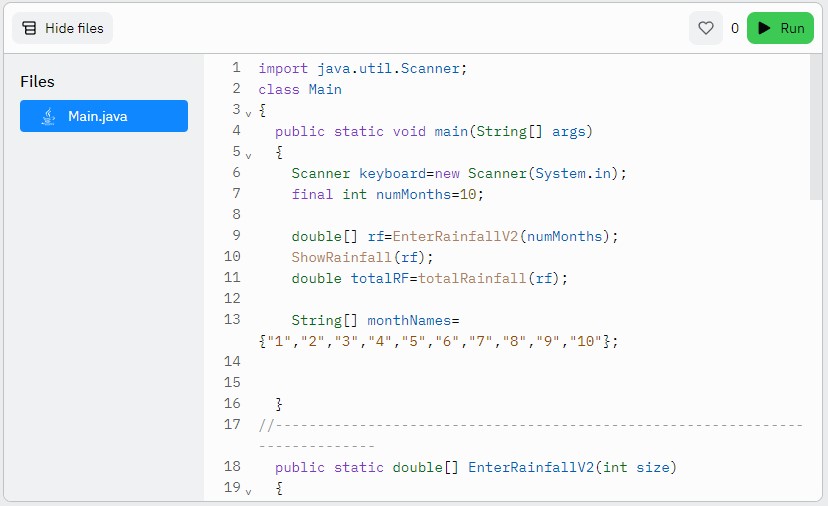 Hide files
0
Run
Files
Main.java
1 import java.util.Scanner;
2 class Main
3 {
4 public static void main(String[] args)
5 {
6 Scanner keyboard=new Scanner(System.in);
7 final int numMonths=10;
8
9 double[] rf=EnterRainfallV2(numMonths);
10 ShowRainfall(rf);
11 double totalRF=totalRainfall(rf);
12
13 String[] monthNames=
{"1","2","3","4","5","6","7","8","9","10"};
14
15
16 }
17 //---------------------------------------------------------------
--------------
18 public static double[] EnterRainfallV2(int size)
19 {